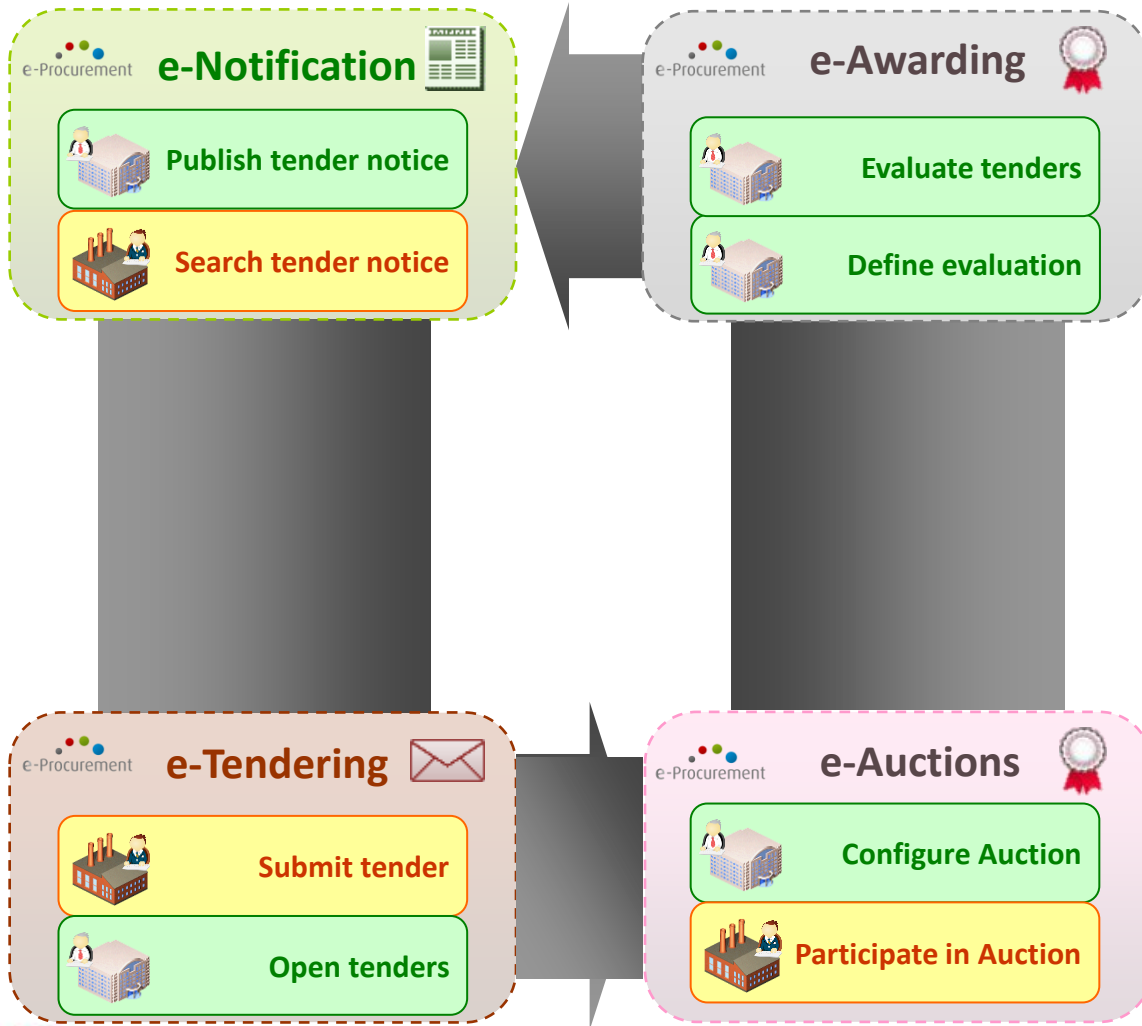 e-Procurement
e-Notification
Publish tender notice
Search tender notice
e-Procurement
e-Awarding
Evaluate tenders
Define evaluation
e-Procurement
e-Tendering
Submit tender
Open tenders
e-Procurement
e-Auctions
Configure Auction
Participate in Auction